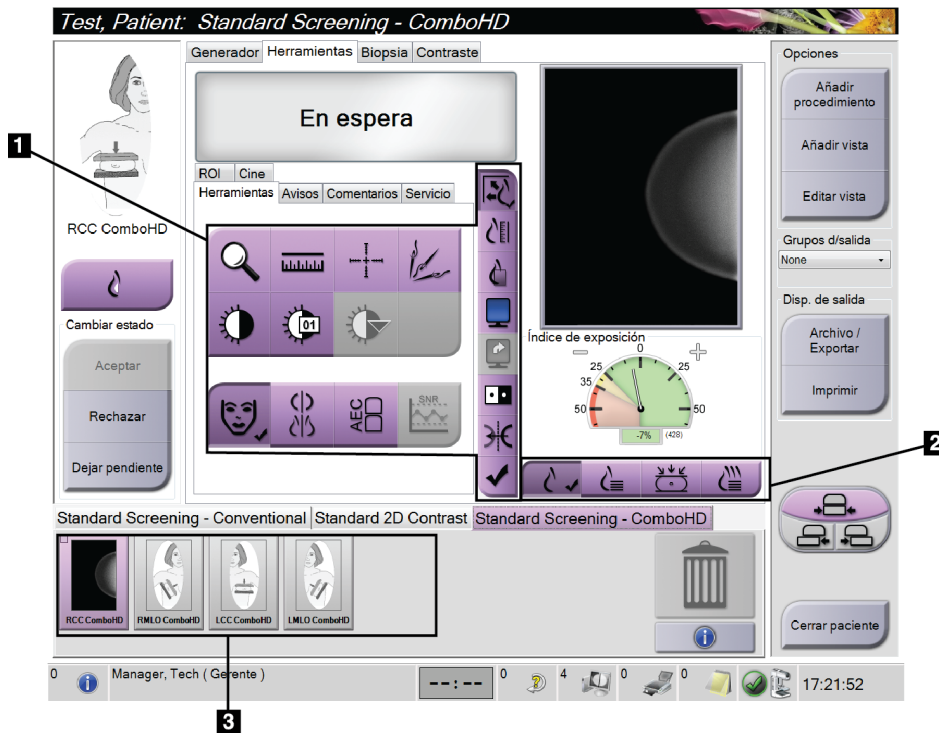 Test, Patient: Standard Screening - ComboHD
Generador Herramientas Biopsia Contraste
En espera
ROI Cine
Herramientas Avisos Comentarios Servicio
01
AEC
SNR
1
RCC ComboHD
Cambiar estado
Aceptar
Rechazar
Dejar pendiente
Índice de exposición
50 35 25 0 25 50
-7% (428)
2
Opciones
Añadir
procedimiento
Añadir vista
Editar vista
Grupos d/salida
None
Disp. de salida
Archivo /
Exportar
Imprimir
Cerrar paciente
Standard Screening - Conventional Standard 2D Contrast Standard Screening - ComboHD
RCC ComboHD RMLO ComboHD LCC ComboHD LMLO ComboHD
3
0 Manager, Tech ( Gerente ) --:-- 0 4 0 0 17:21:52